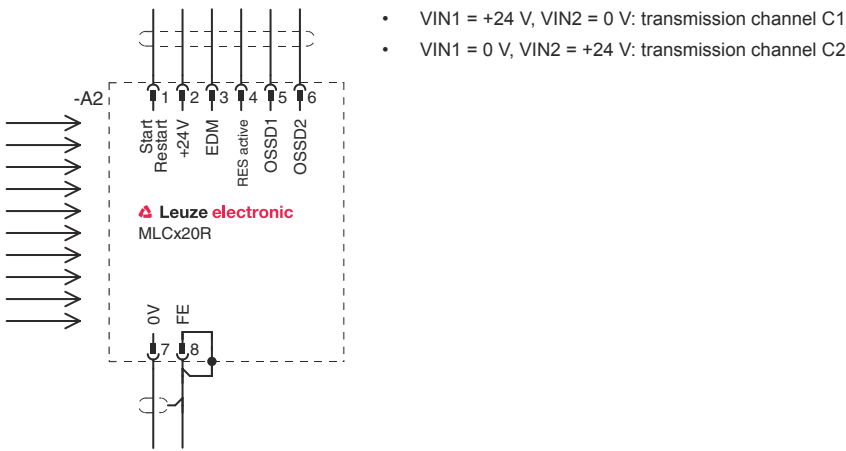 • VIN1 = +24 V, VIN2 = 0 V: transmission channel C1
• VIN1 = 0 V, VIN2 = +24 V: transmission channel C2
-A2
1 2 3 4 5 6
Start
Restart
+24V
EDM
RES active
OSSD1
OSSD2
Leuze electronic
MLCx20R
0V
FE
7 8